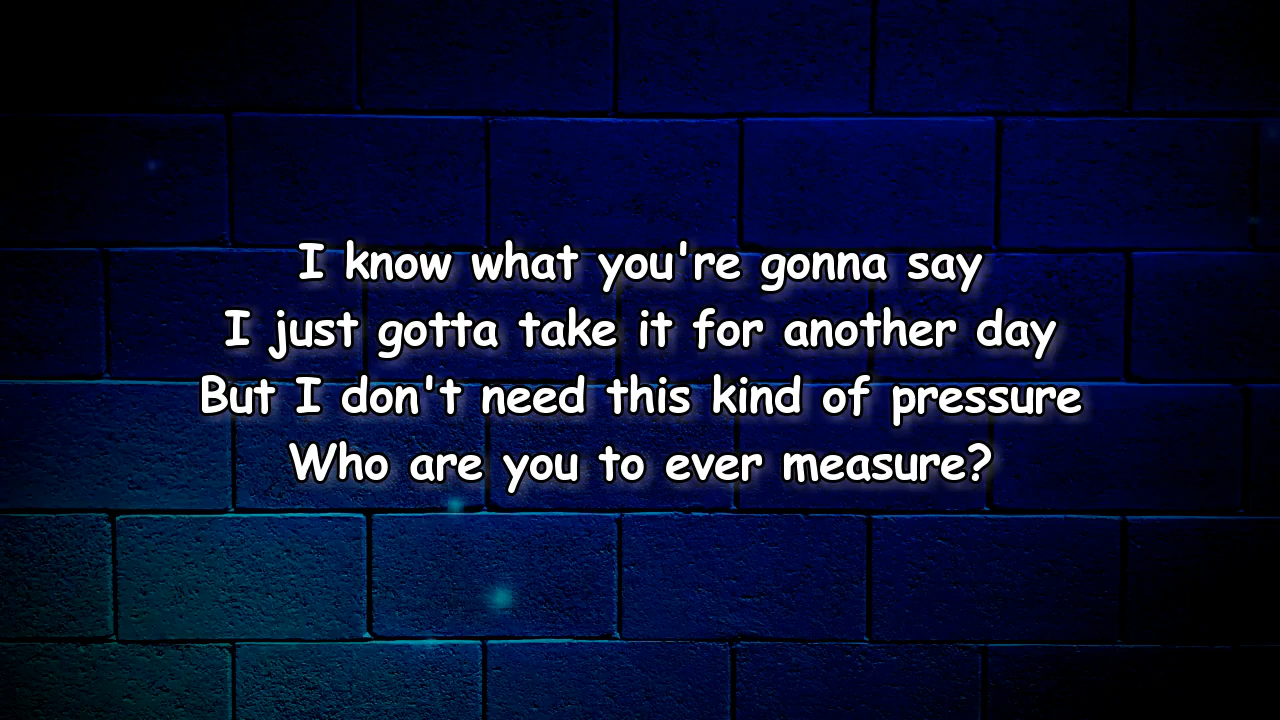 I know what you're gonna say
I just gotta take it for another day
But I don't need this kind of pressure
Who are you to ever measure?